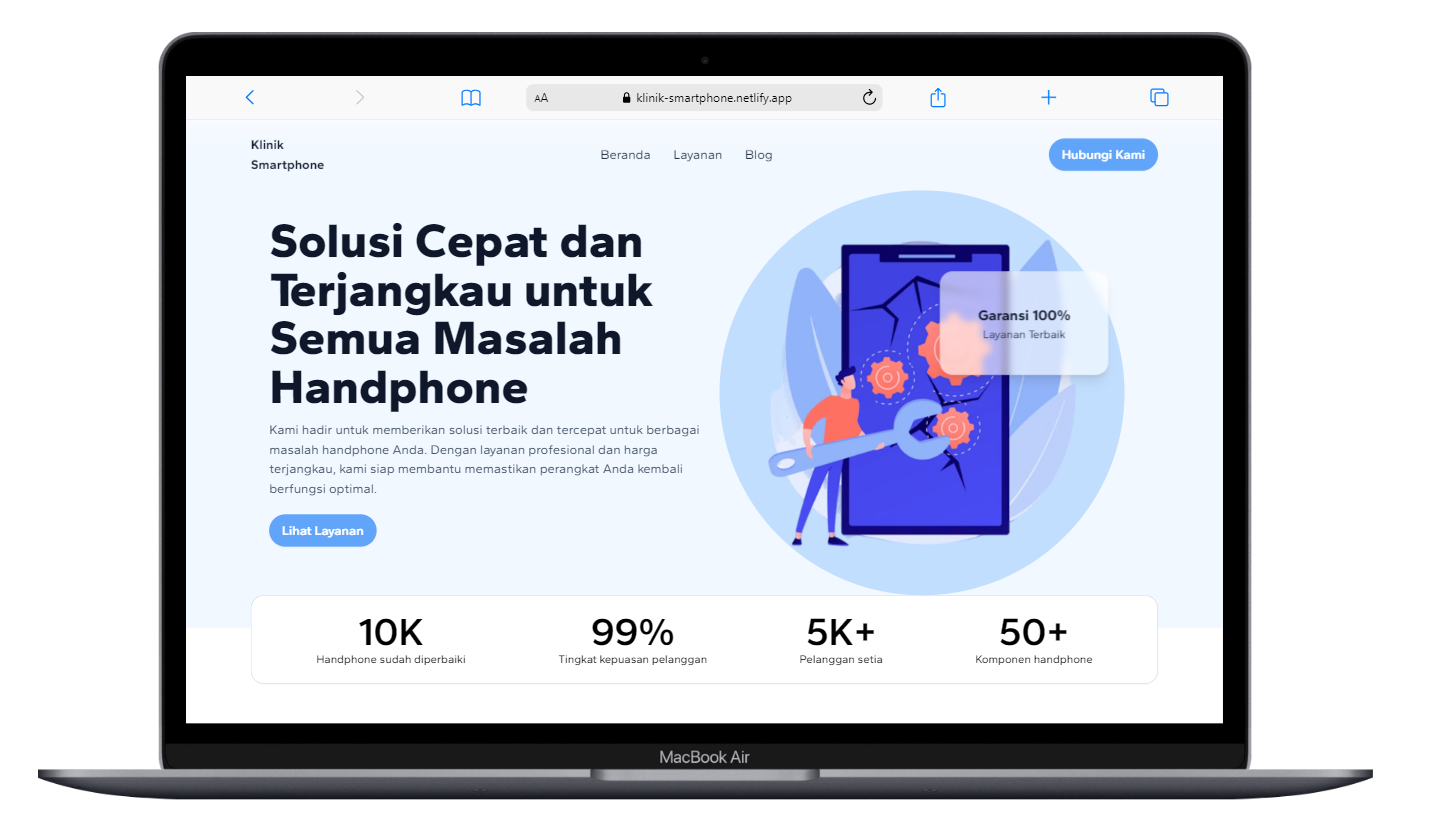 AA
klinik-smartphone.netlify.app
Klinik
Smartphone
Beranda Layanan Blog
Hubungi Kami
Solusi Cepat dan
Terjangkau untuk
Semua Masalah
Handphone
Kami hadir untuk memberikan solusi terbaik dan tercepat untuk berbagai
masalah handphone Anda. Dengan layanan profesional dan harga
terjangkau, kami siap membantu memastikan perangkat Anda kembali
berfungsi optimal.
Lihat Layanan
Garansi 100%
Layanan Terbaik
10K
Handphone sudah diperbaiki
99%
Tingkat kepuasan pelanggan
5K+
Pelanggan setia
50+
Komponen handphone
MacBook Air